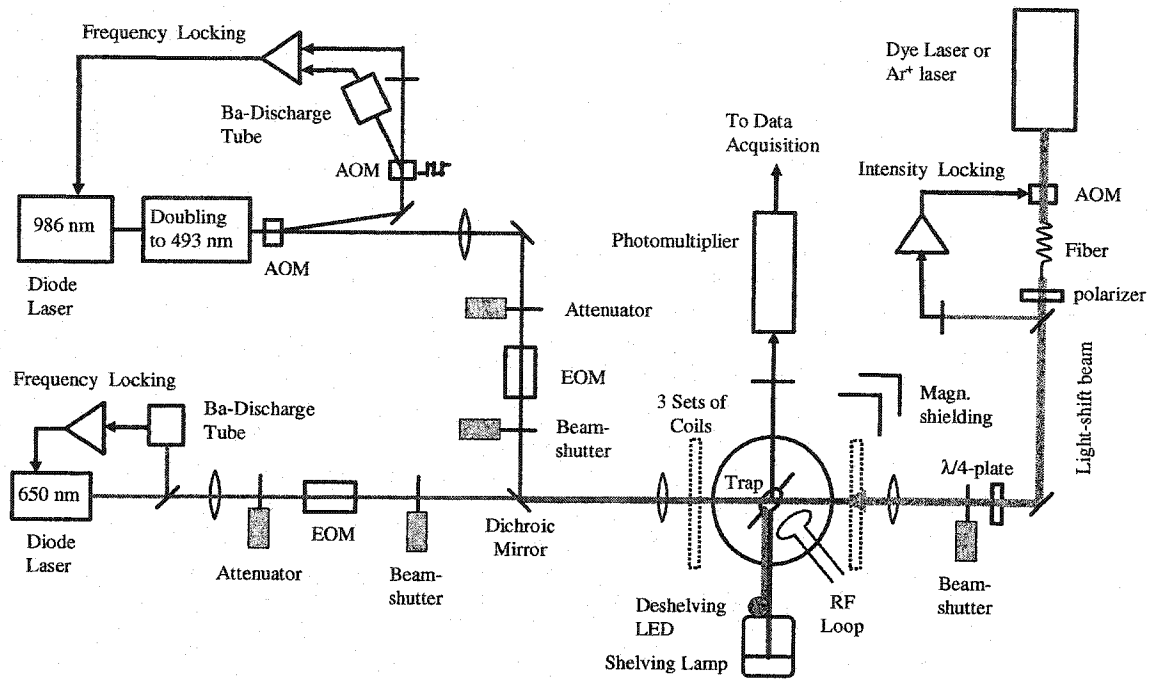 Frequency Locking
Dye Laser or
Ar⁺ laser
Ba-Discharge
Tube
To Data
Acquisition
AOM
Intensity Locking
AOM
986 nm
Doubling
to 493 nm
Photomultiplier
Fiber
AOM
Diode
Laser
polarizer
Attenuator
Frequency Locking
EOM
Ba-Discharge
Tube
3 Sets of
Coils
Magn.
shielding
Light-shift beam
Beam-
shutter
λ/4-plate
650 nm
Trap
Diode
Laser
EOM
Dichroic
Mirror
Attenuator
Beam-
shutter
Deshelving
LED
RF
Loop
Beam-
shutter
Shelving Lamp